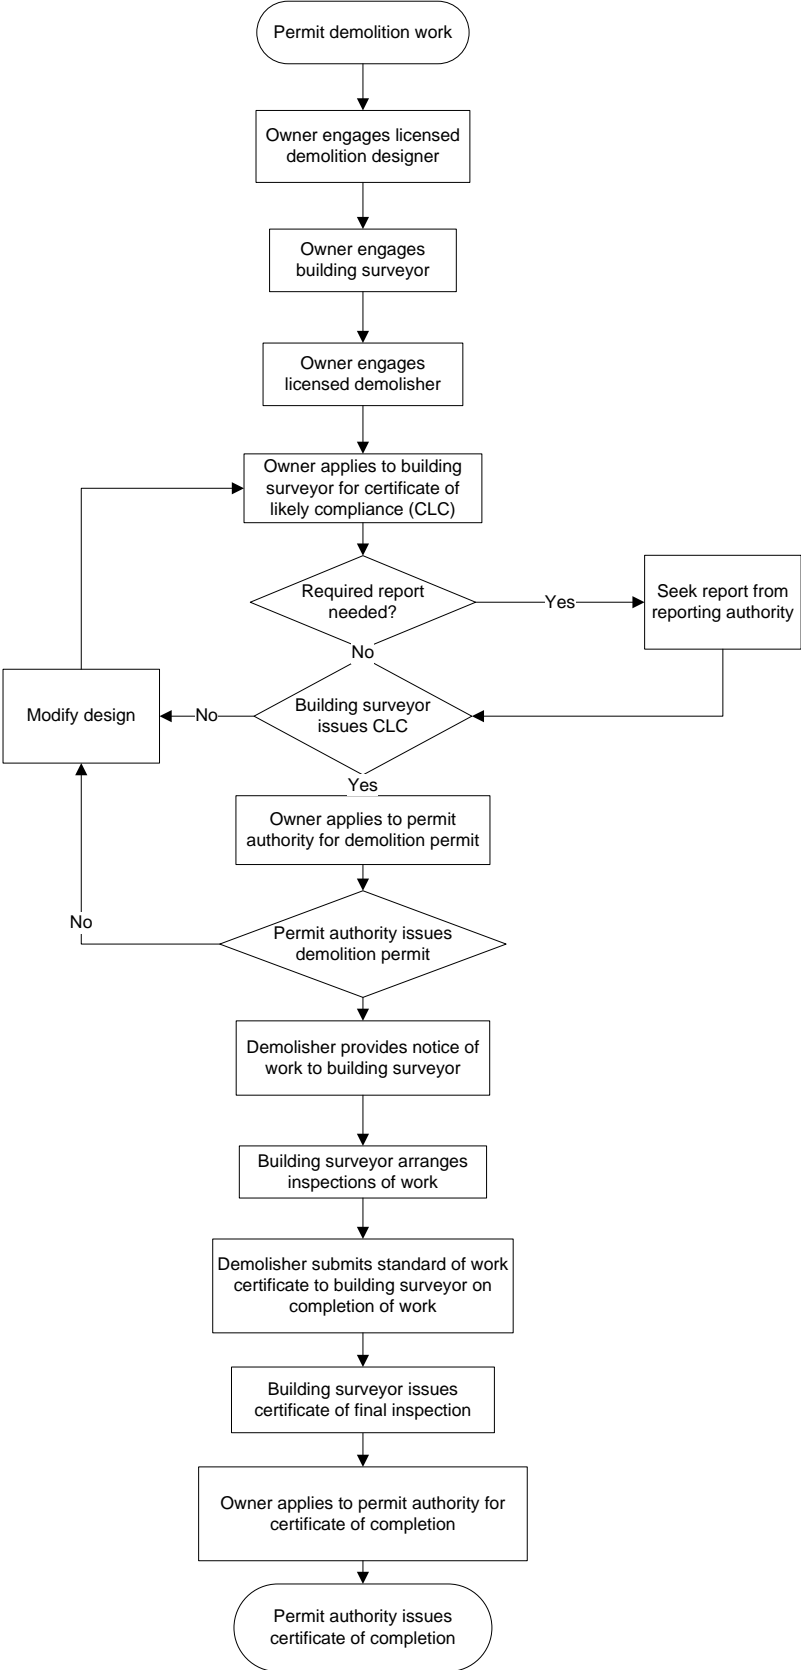 Permit demolition work
Owner engages licensed
demolition designer
Owner engages
building surveyor
Owner engages
licensed demolisher
Owner applies to building
surveyor for certificate of
likely compliance (CLC)
Required report
needed?
Yes
Seek report from
reporting authority
No
Building surveyor
issues CLC
No
Modify design
Yes
Owner applies to permit
authority for demolition permit
Permit authority issues
demolition permit
No
Demolisher provides notice of
work to building surveyor
Building surveyor arranges
inspections of work
Demolisher submits standard of work
certificate to building surveyor on
completion of work
Building surveyor issues
certificate of final inspection
Owner applies to permit authority for
certificate of completion
Permit authority issues
certificate of completion